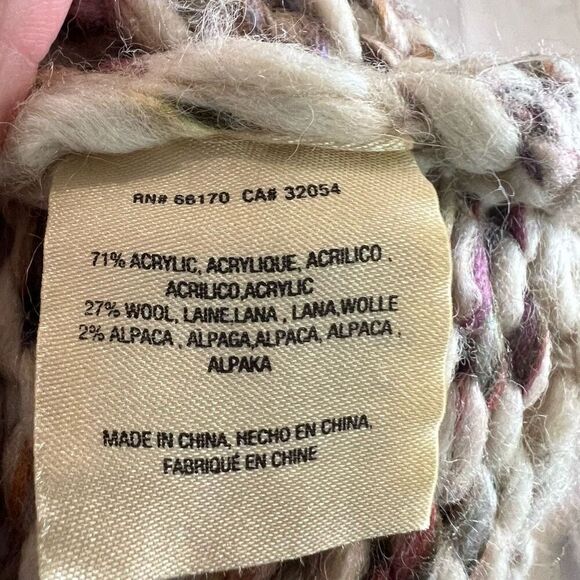 RN# 66170 CA# 32054
71% ACRYLIC, ACRYLIQUE, ACRILICO ,
ACRILICO,ACRYLIC
27% WOOL, LAINE.LANA , LANA,WOLLE
2% ALPACA , ALPAGA,ALPACA, ALPACA ,
ALPAKA
MADE IN CHINA, HECHO EN CHINA,
FABRIQUÉ EN CHINE